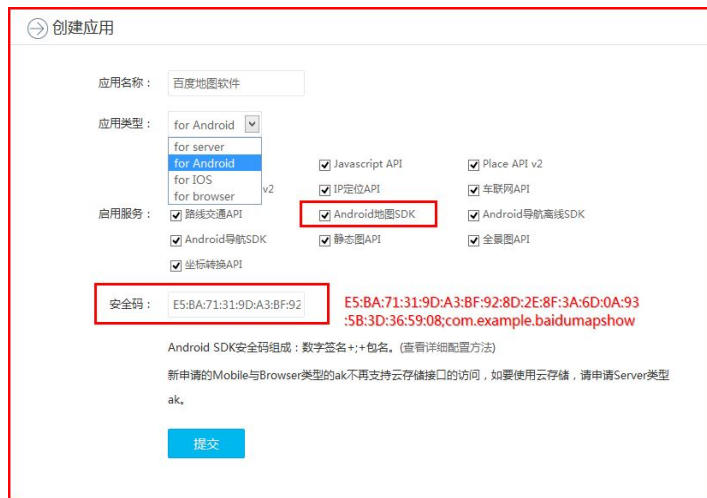 创建应用
应用名称： 百度地图软件
应用类型： for Android
for server
for Android Javascript API Place API v2
for IOS v2 IP定位API 车联网API
for browser
启用服务： 路线交通API Android地图SDK Android导航离线SDK
Android导航SDK 静态图API 全景图API
坐标转换API
安全码： E5:BA:71:31:9D:A3:BF:92 E5:BA:71:31:9D:A3:BF:92:8D:2E:8F:3A:6D:0A:93
:5B:3D:36:59:08;com.example.baidumapshow
Android SDK安全码组成：数字签名+;+包名。(查看详细配置方法)
新申请的Mobile与Browser类型的ak不再支持云存储接口的访问，如要使用云存储，请申请Server类型
ak。
提交